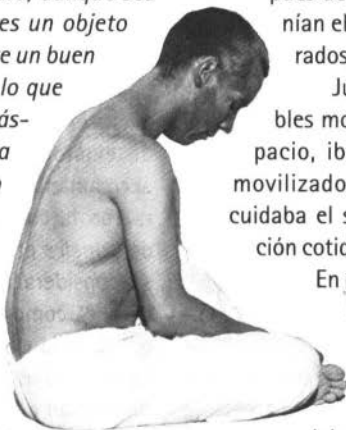 es un objeto
e un buen
lo que
ás-
a

nían el
rados
Ju
bles mo
pacio, ib
movilizado
cuidaba el s
ción cotid
En